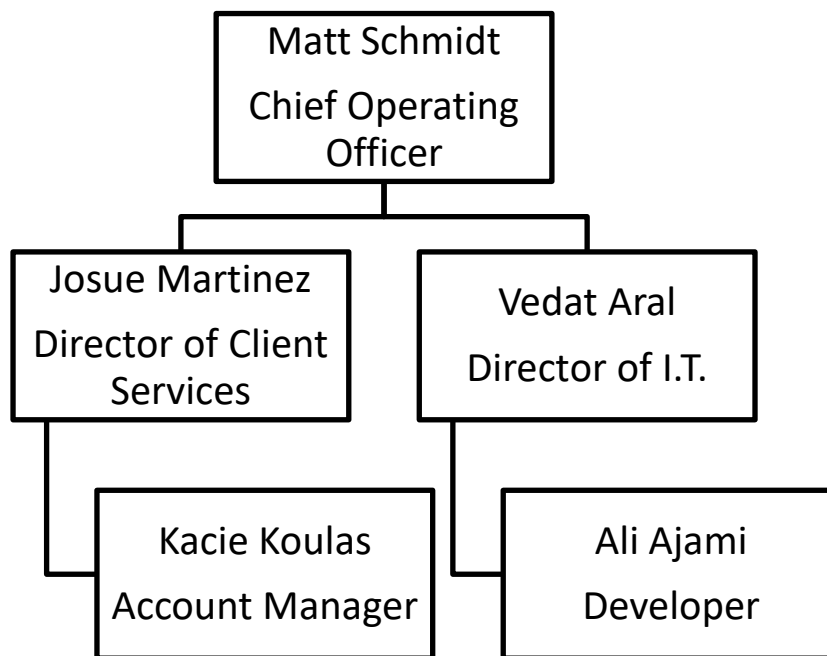 Matt Schmidt
Chief Operating
Officer
Josue Martinez
Director of Client
Services
Vedat Aral
Director of I.T.
Kacie Koulas
Account Manager
Ali Ajami
Developer